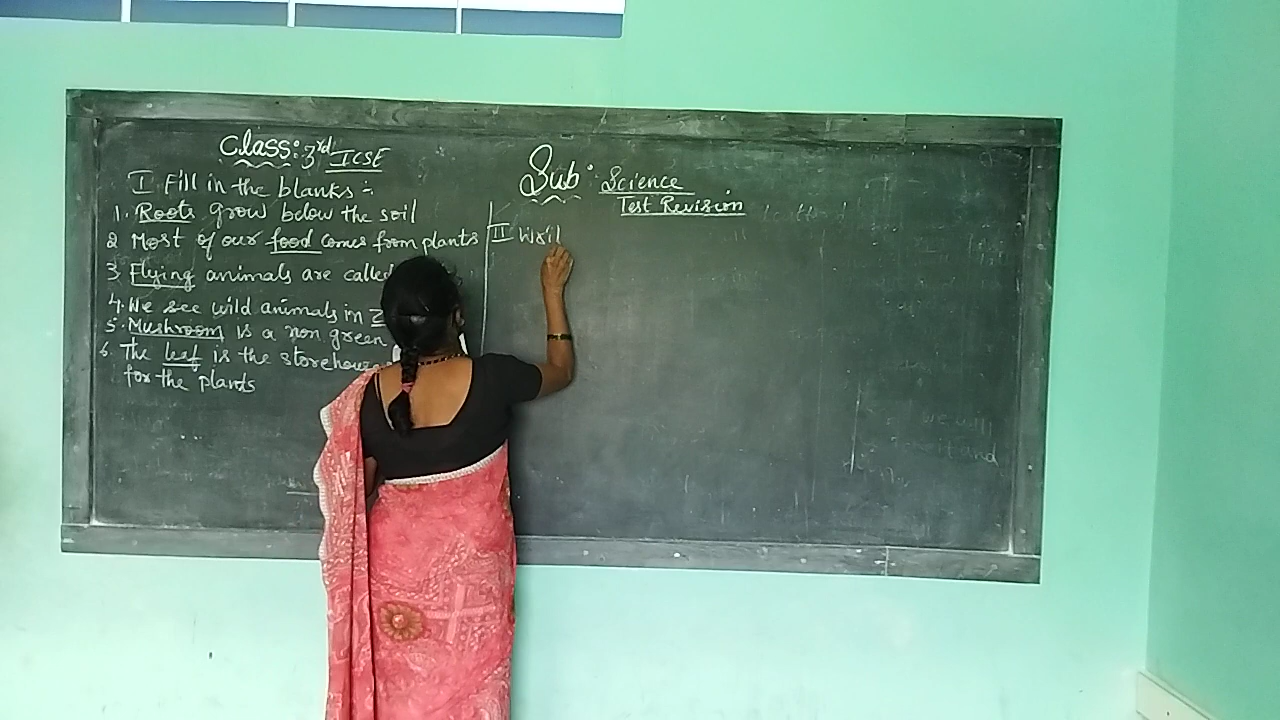 Class: 3rd ICSE
Sub: Science
Test Revision
I Fill in the blanks :-
1. Roots grow below the soil
2 Most of our food comes from plants
3. Flying animals are called
4. We see wild animals in Z
5. Mushroom is a non green
6. The leaf is the storehouse
for the plants
II Writ